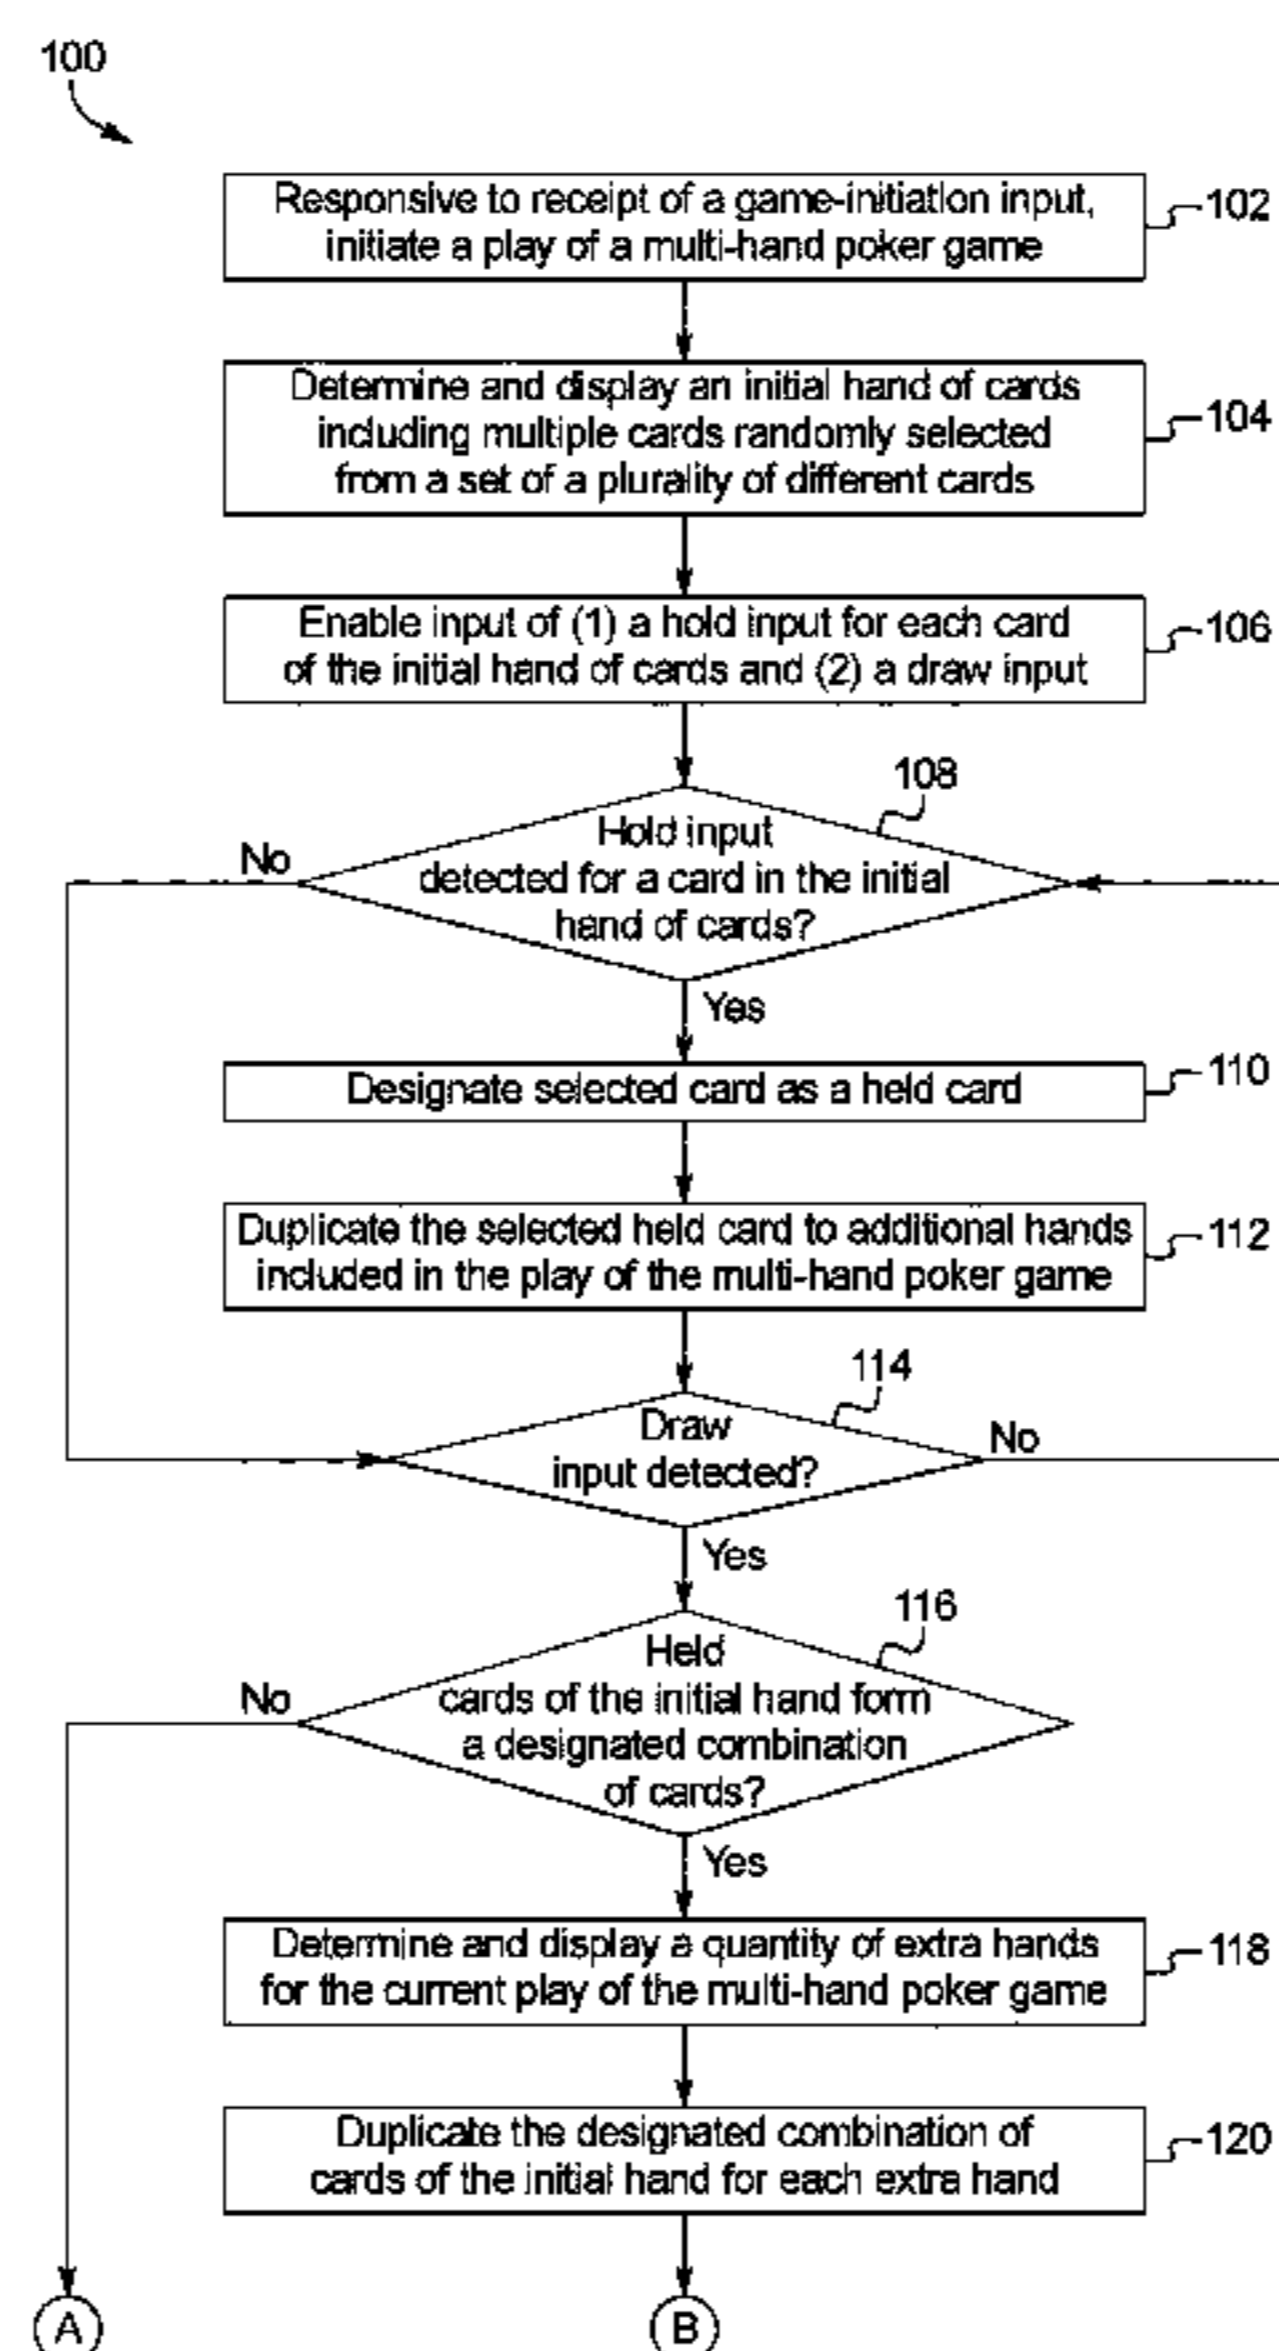 100
Responsive to receipt of a game-initiation input,
initiate a play of a multi-hand poker game
102
Determine and display an initial hand of cards
including multiple cards randomly selected
from a set of a plurality of different cards
104
Enable input of (1) a hold input for each card
of the initial hand of cards and (2) a draw input
106
108
Hold input
detected for a card in the initial
hand of cards?
No
Yes
Designate selected card as a held card
110
Duplicate the selected held card to additional hands
included in the play of the multi-hand poker game
112
114
Draw
input detected?
No
Yes
116
Held
cards of the initial hand form
a designated combination
of cards?
No
Yes
Determine and display a quantity of extra hands
for the current play of the multi-hand poker game
118
Duplicate the designated combination of
cards of the initial hand for each extra hand
120
A
B